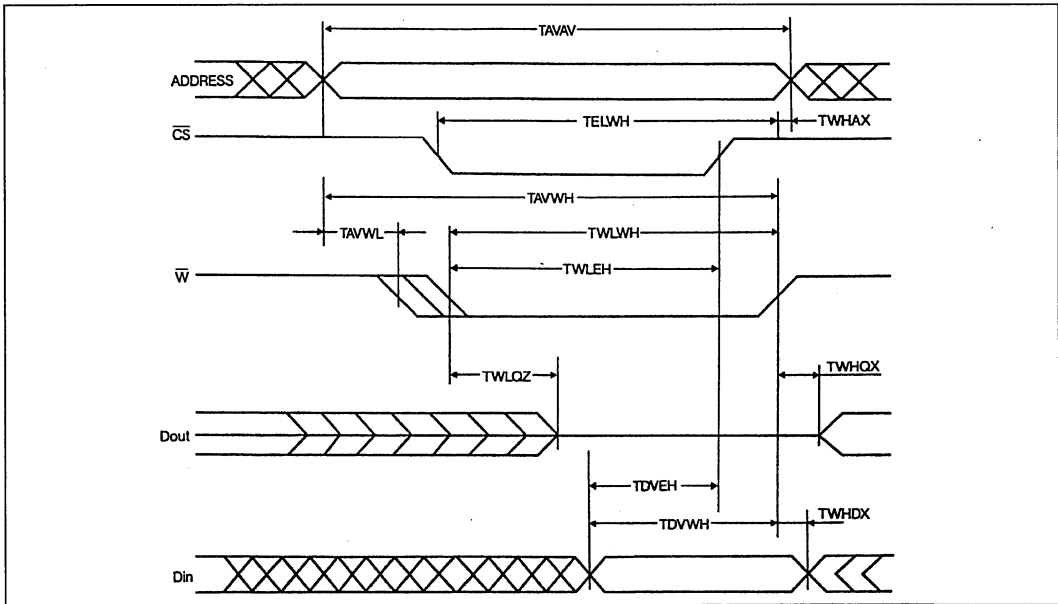 TAVAV
ADDRESS
TELWH
TWHAX
CS
TAVWH
TAVWL
TWLWH
TWLEH
W
TWLQZ
TWHQX
Dout
TDVEH
TDVWH
TWHDX
Din